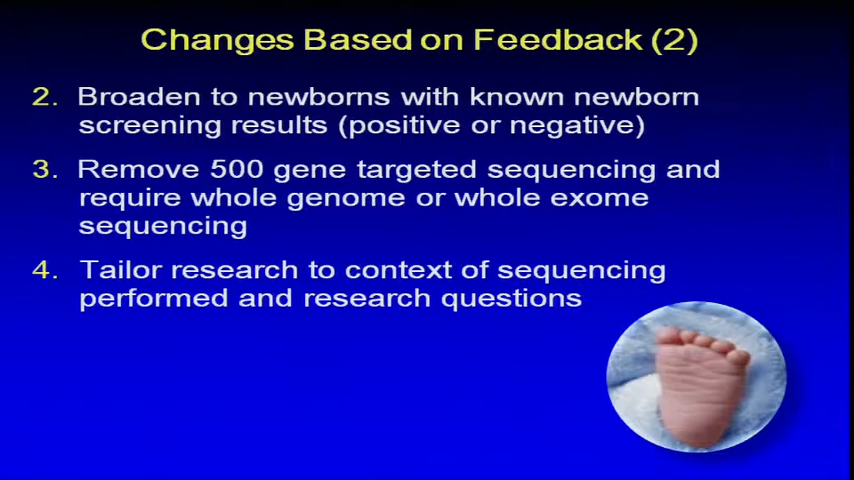 Changes Based on Feedback (2)
2. Broaden to newborns with known newborn
screening results (positive or negative)
3. Remove 500 gene targeted sequencing and
require whole genome or whole exome
sequencing
4. Tailor research to context of sequencing
performed and research questions